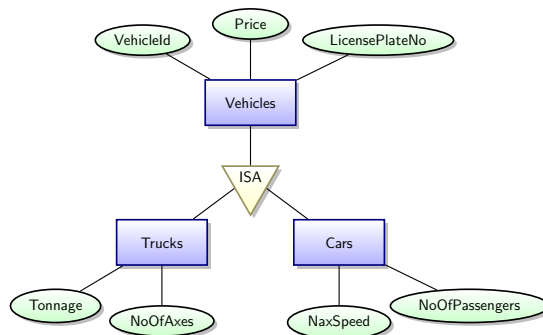 Price
VehicleId
LicensePlateNo
Vehicles
ISA
Trucks
Cars
Tonnage
NoOfAxes
NaxSpeed
NoOfPassengers